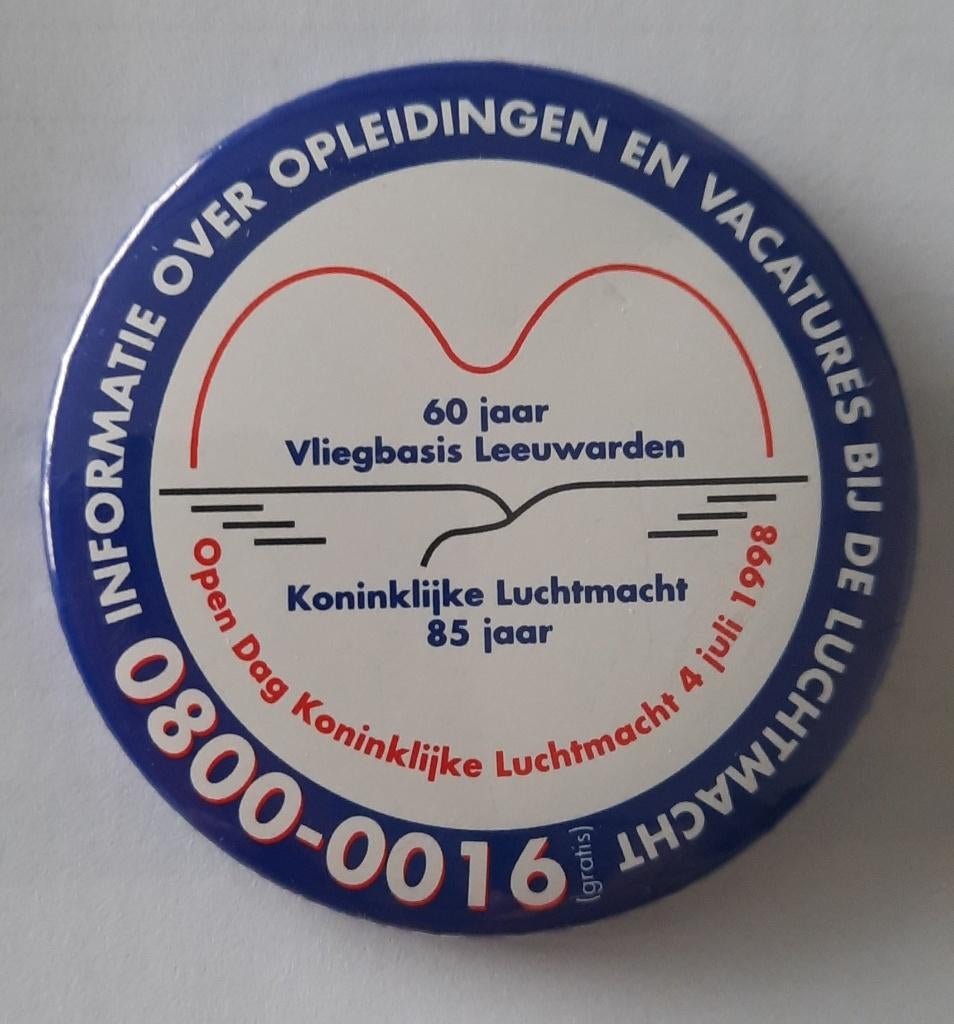 INFORMATIE OVER OPLEIDINGEN EN VACATURES BIJ DE LUCHTMACHT
60 jaar
Vliegbasis Leeuwarden
Koninklijke Luchtmacht
85 jaar
Open Dag Koninklijke Luchtmacht 4 juli 1998
0800-0016 (gratis)